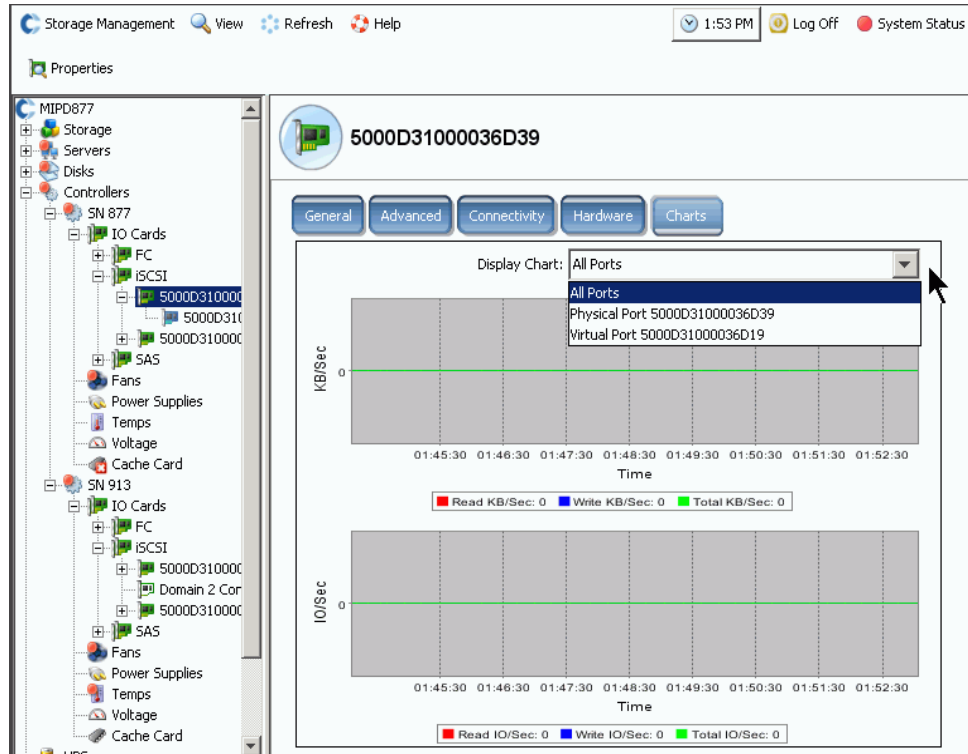 Storage Management View Refresh Help 1:53 PM Log Off System Status
Properties
MIPD877
Storage
Servers
Disks
Controllers
SN 877
IO Cards
FC
iSCSI
5000D310000
5000D310
5000D310000
SAS
Fans
Power Supplies
Temps
Voltage
Cache Card
SN 913
IO Cards
FC
iSCSI
5000D310000
Domain 2 Con
5000D310000
SAS
Fans
Power Supplies
Temps
Voltage
Cache Card
5000D31000036D39
General Advanced Connectivity Hardware Charts
Display Chart: All Ports
All Ports
Physical Port 5000D31000036D39
Virtual Port 5000D31000036D19
KB/Sec
0
01:45:30 01:46:30 01:47:30 01:48:30 01:49:30 01:50:30 01:51:30 01:52:30
Time
Read KB/Sec: 0 Write KB/Sec: 0 Total KB/Sec: 0
IO/Sec
0
01:45:30 01:46:30 01:47:30 01:48:30 01:49:30 01:50:30 01:51:30 01:52:30
Time
Read IO/Sec: 0 Write IO/Sec: 0 Total IO/Sec: 0